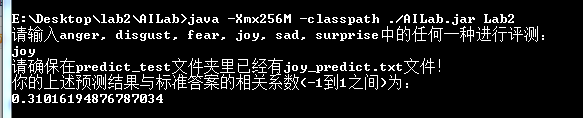 E:\Desktop\lab2\AILab>java -Xmx256M -classpath ./AILab.jar Lab2
请输入anger, disgust, fear, joy, sad, surprise中的任何一种进行评测：
joy
请确保在predict_test文件夹里已经有joy_predict.txt文件！
你的上述预测结果与标准答案的相关系数(-1到1之间)为：
0.31016194876787034